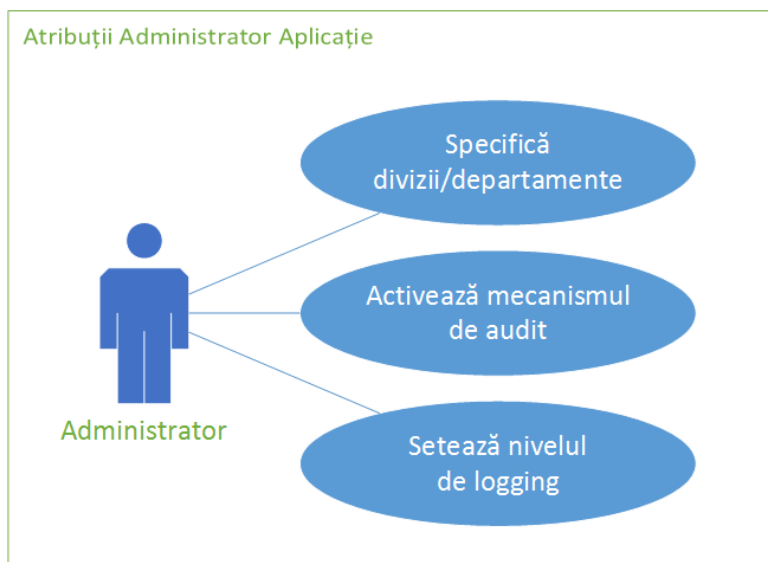 Atribuții Administrator Aplicație
Specifică
divizii/departamente
Activează mecanismul
de audit
Administrator
Setează nivelul
de logging